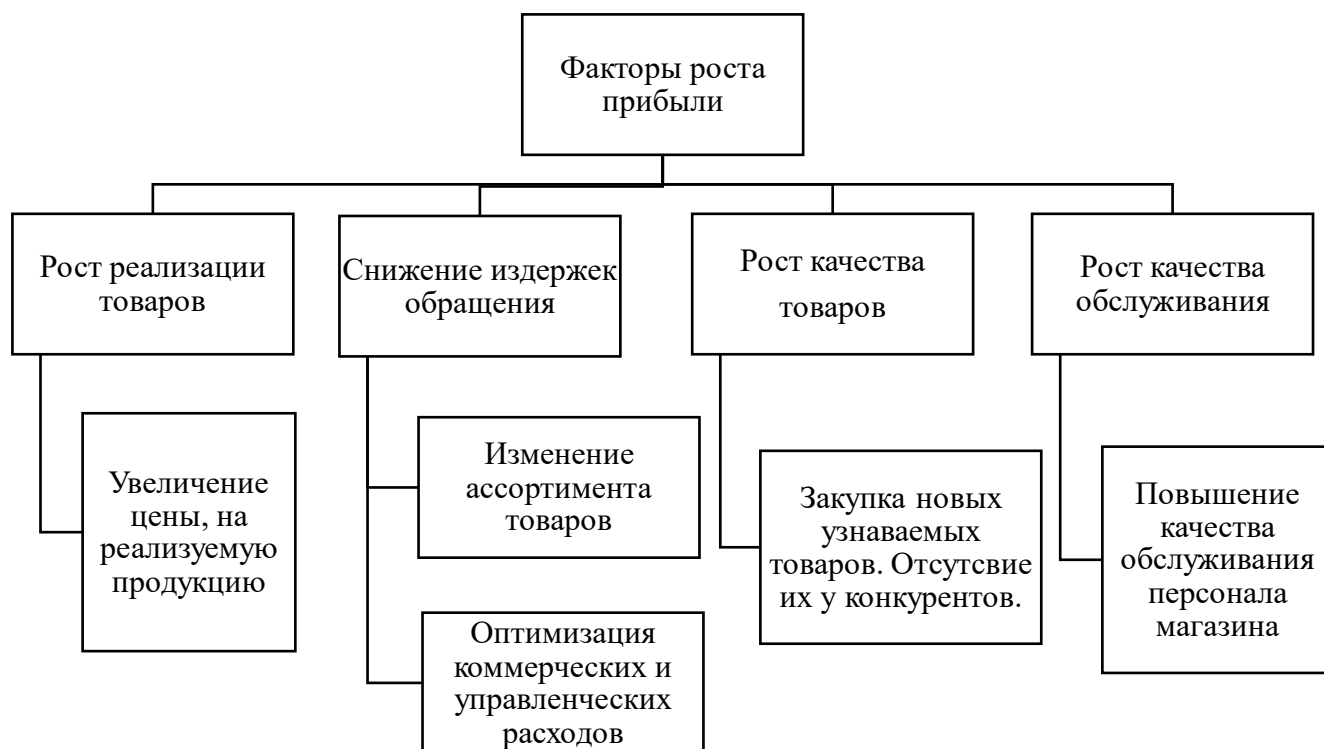 Факторы роста
прибыли
Рост реализации
товаров
Снижение издержек
обращения
Рост качества
товаров
Рост качества
обслуживания
Увеличение
цены, на
реализуемую
продукцию
Изменение
ассортимента
товаров
Оптимизация
коммерческих и
управленческих
расходов
Закупка новых
узнаваемых
товаров. Отсутсвие
их у конкурентов.
Повышение
качества
обслуживания
персонала
магазина